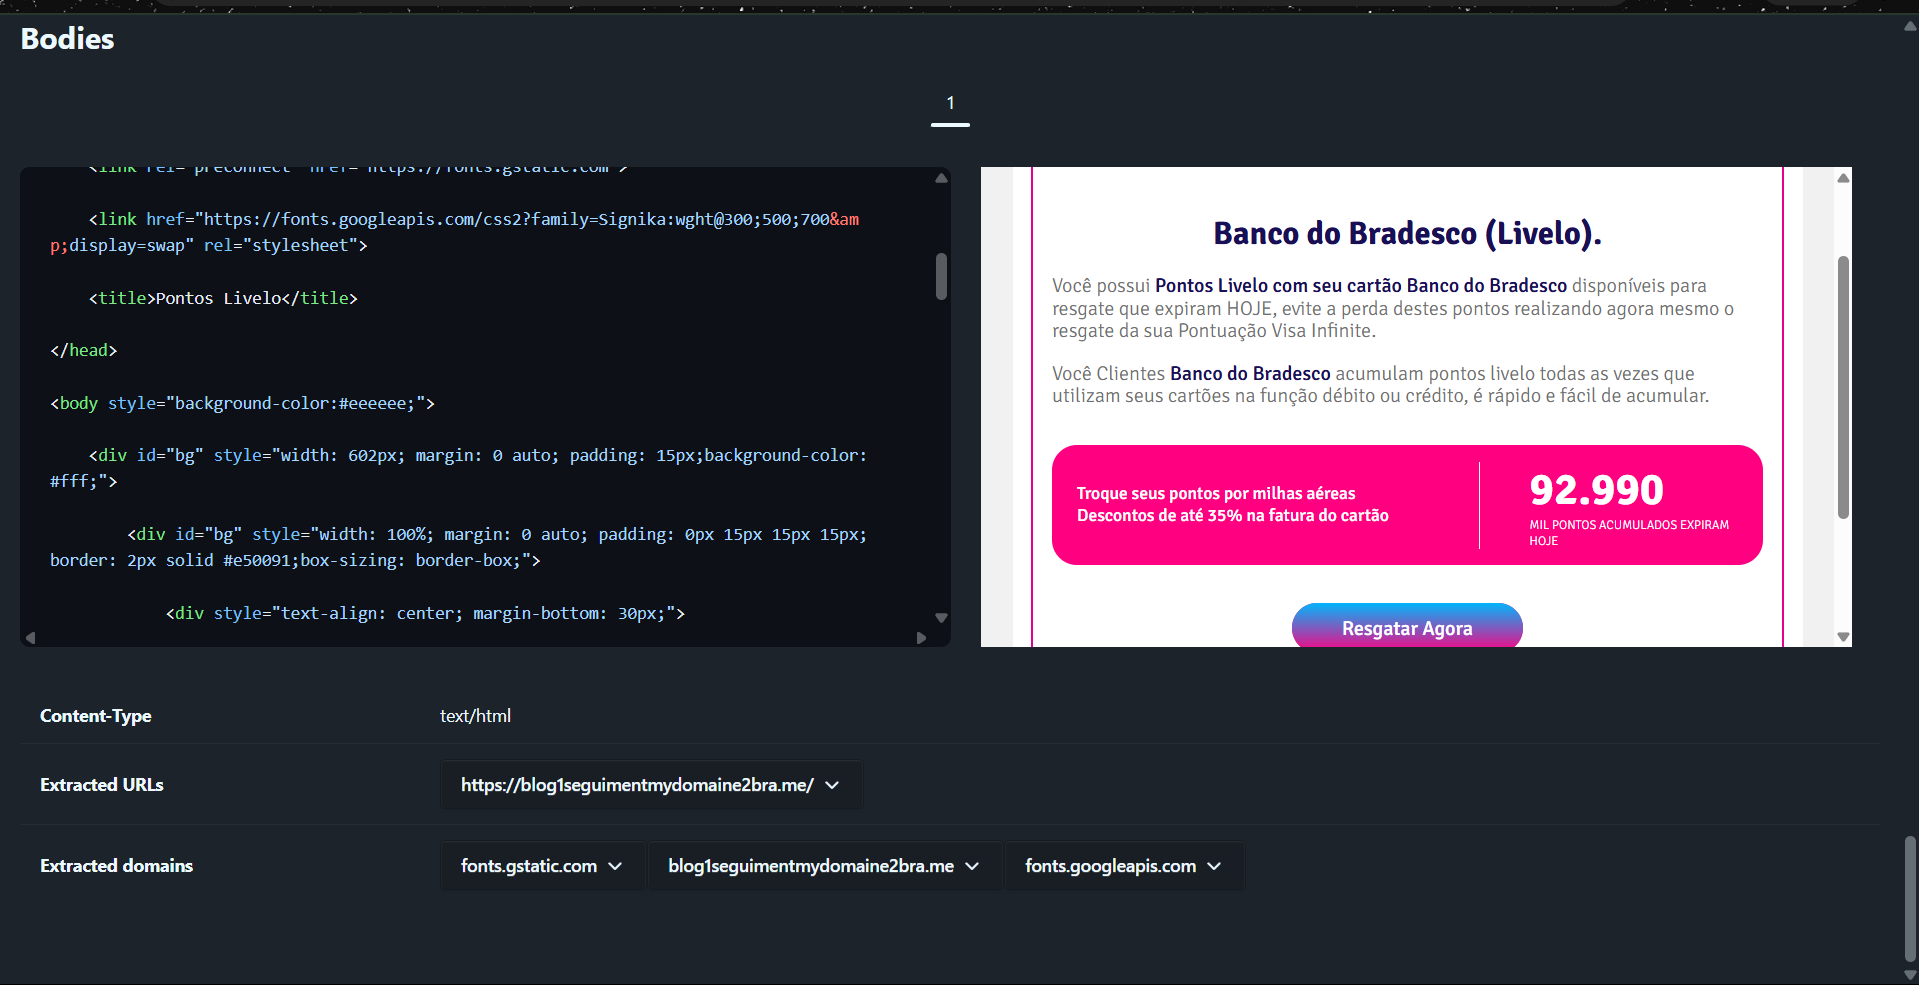 Bodies
1
<link rel="preconnect" href="https://fonts.gstatic.com">
<link href="https://fonts.googleapis.com/css2?family=Signika:wght@300;500;700&am
p;display=swap" rel="stylesheet">
<title>Pontos Livelo</title>
</head>
<body style="background-color:#eeeeee;">
<div id="bg" style="width: 602px; margin: 0 auto; padding: 15px;background-color:
#fff;">
<div id="bg" style="width: 100%; margin: 0 auto; padding: 0px 15px 15px 15px;
border: 2px solid #e50091;box-sizing: border-box;">
<div style="text-align: center; margin-bottom: 30px;">
Banco do Bradesco (Livelo).
Você possui Pontos Livelo com seu cartão Banco do Bradesco disponíveis para
resgate que expiram HOJE, evite a perda destes pontos realizando agora mesmo o
resgate da sua Pontuação Visa Infinite.
Você Clientes Banco do Bradesco acumulam pontos livelo todas as vezes que
utilizam seus cartões na função débito ou crédito, é rápido e fácil de acumular.
Troque seus pontos por milhas aéreas
Descontos de até 35% na fatura do cartão
92.990
MIL PONTOS ACUMULADOS EXPIRAM
HOJE
Resgatar Agora
Content-Type
text/html
Extracted URLs
https://blog1seguimentmydomaine2bra.me/
Extracted domains
fonts.gstatic.com
blog1seguimentmydomaine2bra.me
fonts.googleapis.com